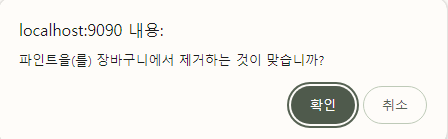 localhost:9090 내용:
파인트을(를) 장바구니에서 제거하는 것이 맞습니까?
확인
취소